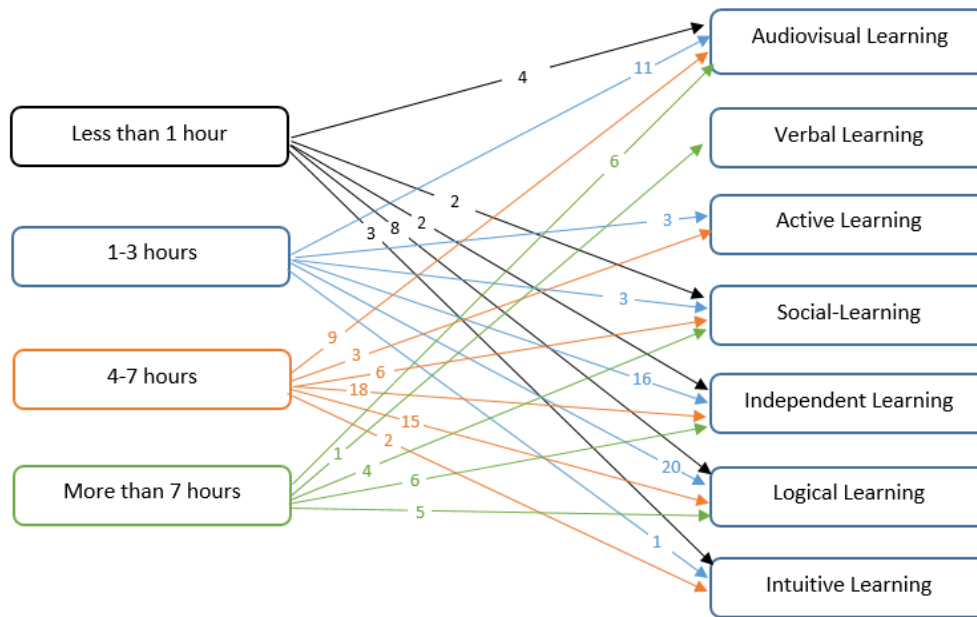 Audiovisual Learning
11
4
Less than 1 hour
Verbal Learning
6
2
2
8
3
3
Active Learning
1-3 hours
3
Social-Learning
9
3
6
4-7 hours
16
18
Independent Learning
15
2
1
20
4
6
More than 7 hours
Logical Learning
5
1
Intuitive Learning